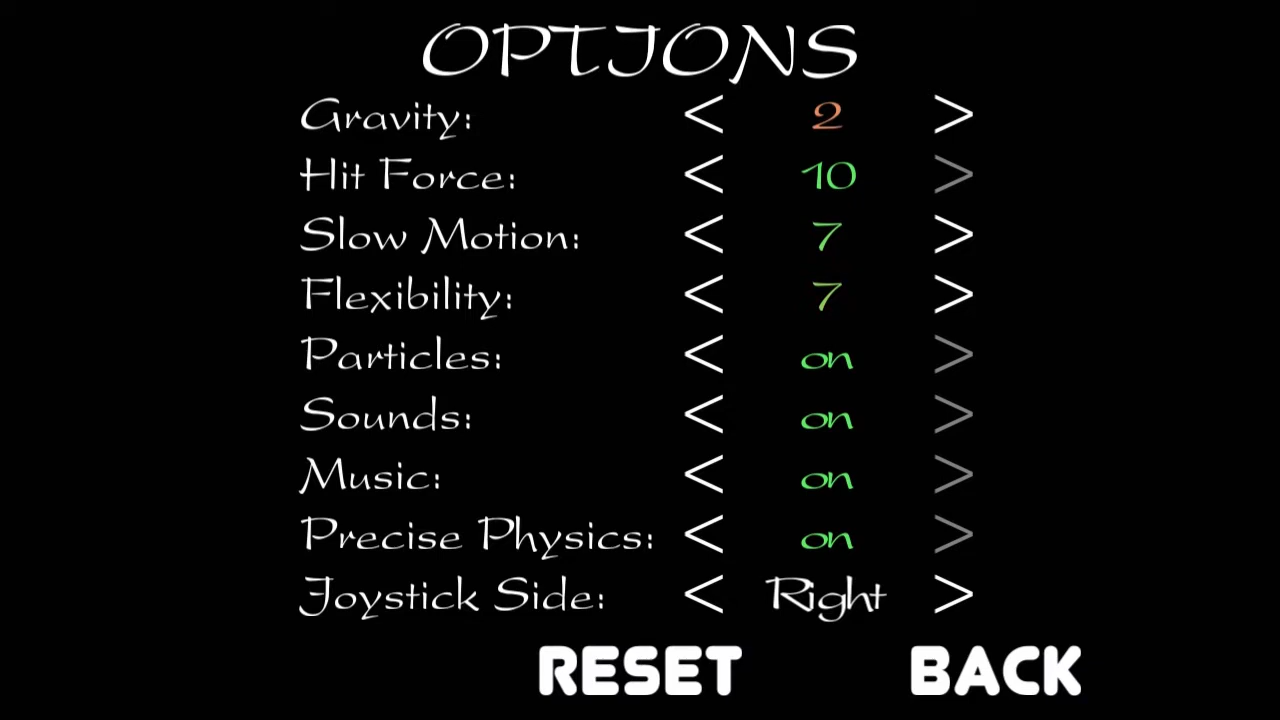 OPTIONS
Gravity: < 2 >
Hit Force: < 10 >
Slow Motion: < 7 >
Flexibility: < 7 >
Particles: < on >
Sounds: < on >
Music: < on >
Precise Physics: < on >
Joystick Side: < Right >
RESET BACK